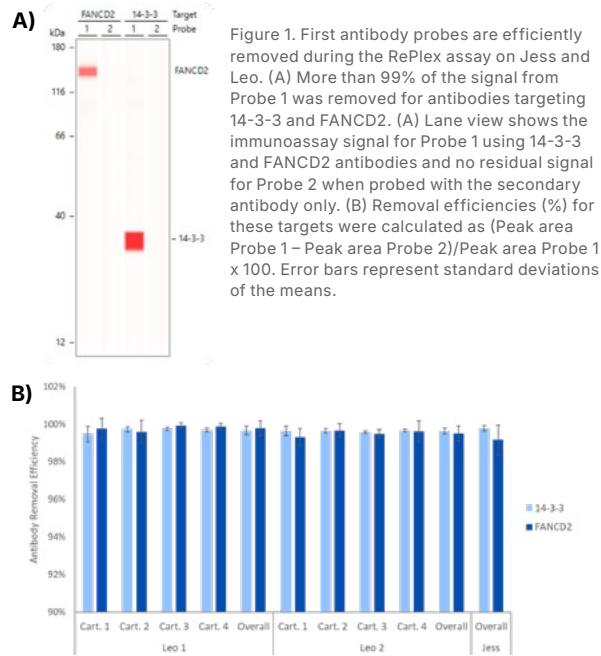 A)
FANCD2 14-3-3 Target
1 2 1 2 Probe
kDa
180
FANCD2
116
66
40
14-3-3
12
Figure 1. First antibody probes are efficiently
removed during the RePlex assay on Jess and
Leo. (A) More than 99% of the signal from
Probe 1 was removed for antibodies targeting
14-3-3 and FANCD2. (A) Lane view shows the
immunoassay signal for Probe 1 using 14-3-3
and FANCD2 antibodies and no residual signal
for Probe 2 when probed with the secondary
antibody only. (B) Removal efficiencies (%) for
these targets were calculated as (Peak area
Probe 1 – Peak area Probe 2)/Peak area Probe 1
x 100. Error bars represent standard deviations
of the means.
B)
102%
100%
98%
96%
94%
92%
90%
Antibody Removal Efficiency
14-3-3
FANCD2
Cart. 1 Cart. 2 Cart. 3 Cart. 4 Overall Cart. 1 Cart. 2 Cart. 3 Cart. 4 Overall Overall
Leo 1 Leo 2 Jess